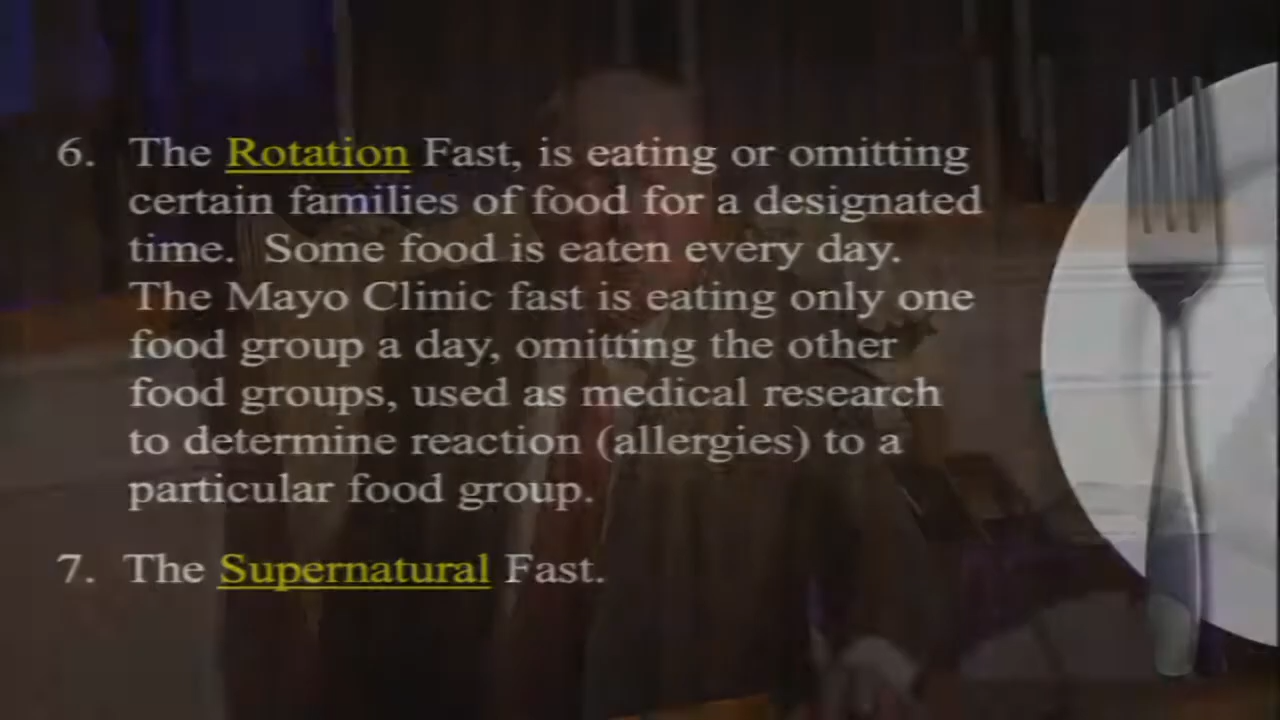 6. The Rotation Fast, is eating or omitting
certain families of food for a designated
time. Some food is eaten every day.
The Mayo Clinic fast is eating only one
food group a day, omitting the other
food groups, used as medical research
to determine reaction (allergies) to a
particular food group.
7. The Supernatural Fast.